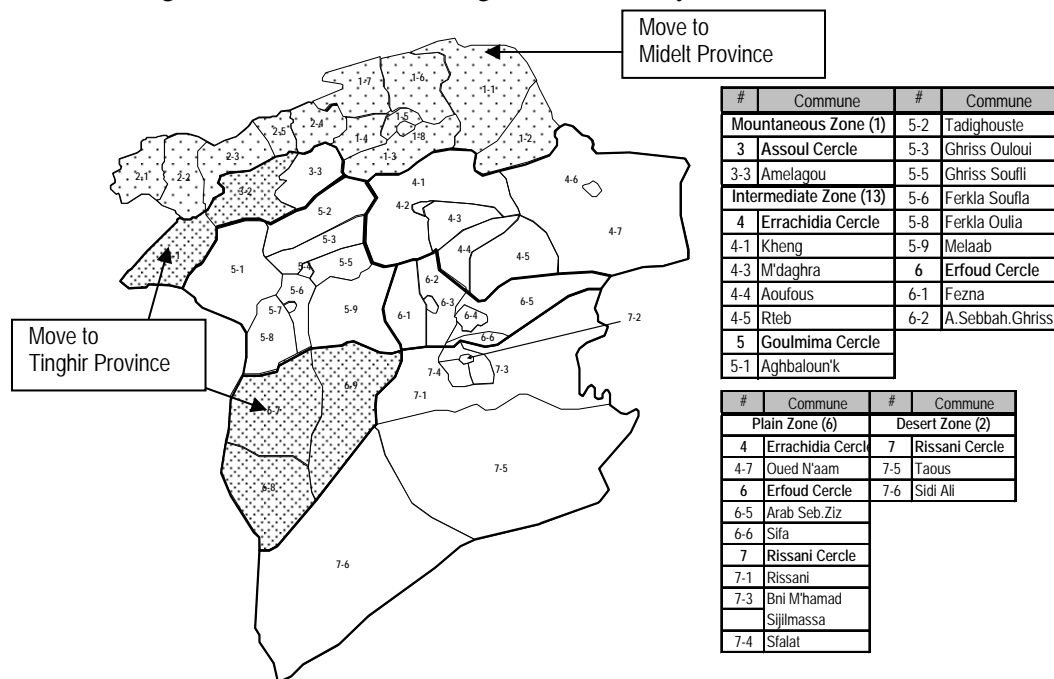 Move to
Midelt Province
1-7
1-6
1-1
1-5
2-5
2-4
1-4
1-8
1-2
2-3
1-3
2-1
2-2
3-2
3-3
4-1
4-6
4-2
4-3
4-7
5-2
5-3
4-4
4-5
5-1
5-4
5-5
6-2
5-6
6-3
6-5
5-7
5-9
6-1
6-4
7-2
5-8
6-6
Move to
Tinghir Province
7-4
7-3
6-9
7-1
6-7
7-5
6-8
7-6
# Commune # Commune
Mountaneous Zone (1) 5-2 Tadighouste
3 Assoul Cercle 5-3 Ghriss Ouloui
3-3 Amelagou 5-5 Ghriss Soufli
Intermediate Zone (13) 5-6 Ferkla Soufla
4 Errachidia Cercle 5-8 Ferkla Oulia
4-1 Kheng 5-9 Melaab
4-3 M'daghra 6 Erfoud Cercle
4-4 Aoufous 6-1 Fezna
4-5 Rteb 6-2 A.Sebbah.Ghriss
5 Goulmima Cercle
5-1 Aghbaloun'k
# Commune # Commune
Plain Zone (6) Desert Zone (2)
4 Errachidia Cercle 7 Rissani Cercle
4-7 Oued N'aam 7-5 Taous
6 Erfoud Cercle 7-6 Sidi Ali
6-5 Arab Seb.Ziz
6-6 Sifa
7 Rissani Cercle
7-1 Rissani
7-3 Bni M'hamad
Sijilmassa
7-4 Sfalat